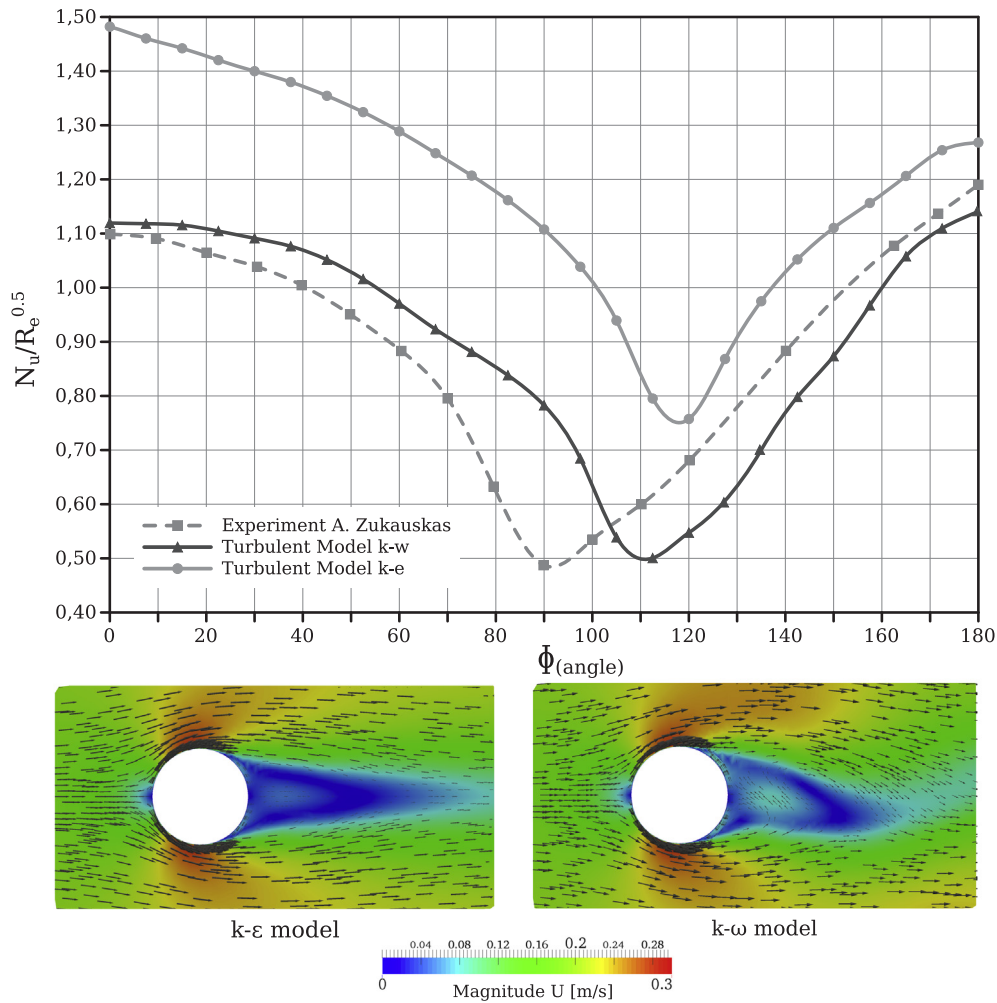 1,50
1,40
1,30
1,20
1,10
1,00
0,90
0,80
0,70
0,60
0,50
0,40
N_u/R_e^0.5
Experiment A. Zukauskas
Turbulent Model k-w
Turbulent Model k-e
0 20 40 60 80 100 120 140 160 180
Φ(angle)
k-ε model
k-ω model
0.04 0.08 0.12 0.16 0.2 0.24 0.28
0 0.3
Magnitude U [m/s]